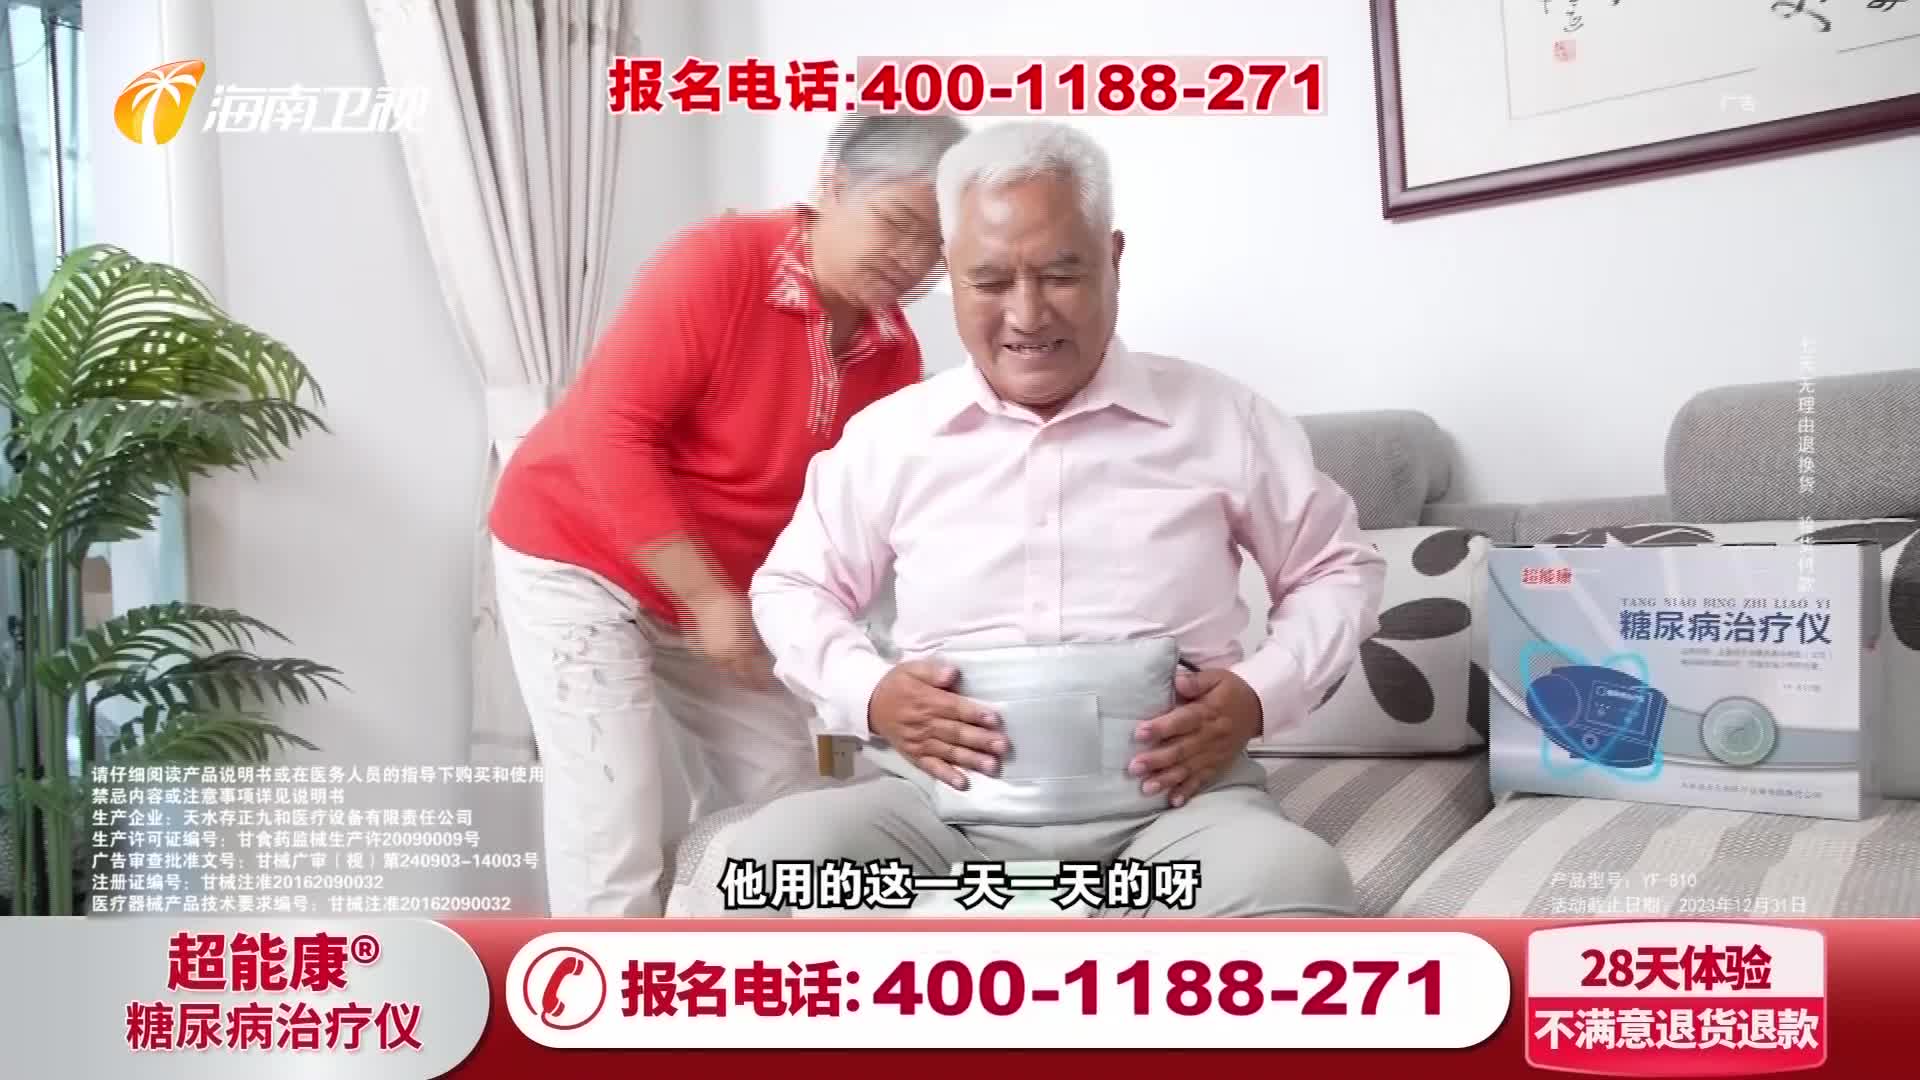 海南卫视
报名电话:400-1188-271
广告
七天无理由退换货 验货付款
超能康
TANG NIAO BING ZHI LIAO YI
糖尿病治疗仪
请仔细阅读产品说明书或在医务人员的指导下购买和使用
禁忌内容或注意事项详见说明书
生产企业：天水存正九和医疗设备有限责任公司
生产许可证编号：甘食药监械生产许20090009号
广告审查批准文号：甘械广审（视）第240903-14003号
注册证编号：甘械注准20162090032
医疗器械产品技术要求编号：甘械注准20162090032
他用的这一天一天的呀
产品型号：YF-810
活动截止日期：2023年12月31日
超能康®
糖尿病治疗仪
报名电话:400-1188-271
28天体验
不满意退货退款